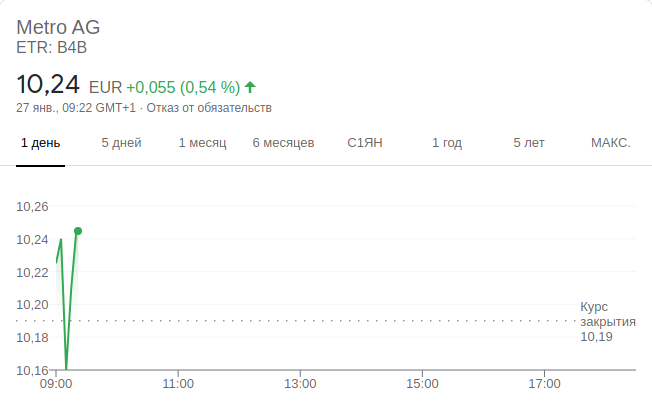 Metro AG
ETR: B4B
10,24 EUR +0,055 (0,54 %)
27 янв., 09:22 GMT+1 · Отказ от обязательств
1 день 5 дней 1 месяц 6 месяцев С1ЯН 1 год 5 лет МАКС.
10,26
10,24
10,22
10,20
Курс
закрытия
10,19
10,18
10,16
09:00 11:00 13:00 15:00 17:00